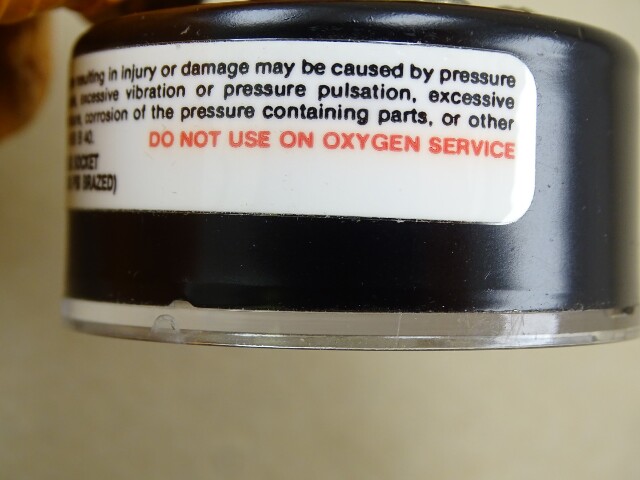 resulting in injury or damage may be caused by pressure
excessive vibration or pressure pulsation, excessive
corrosion of the pressure containing parts, or other
B 40.
DO NOT USE ON OXYGEN SERVICE
SOCKET
BRAZED)